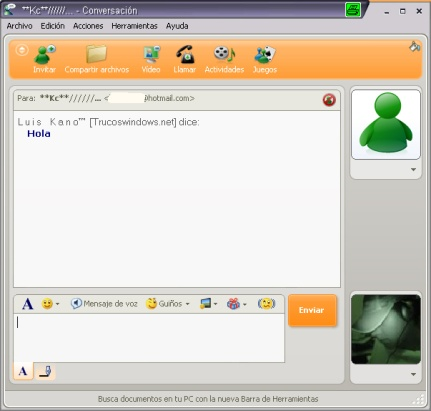 **Kc**//////... - Conversación
Archivo Edición Acciones Herramientas Ayuda
Invitar Compartir archivos Video Llamar Actividades Juegos
Para: **Kc**//////... < @hotmail.com>
Luis Kano™ [Trucoswindows.net] dice:
Hola
A Mensaje de voz Guiños
Enviar
A
Busca documentos en tu PC con la nueva Barra de Herramientas